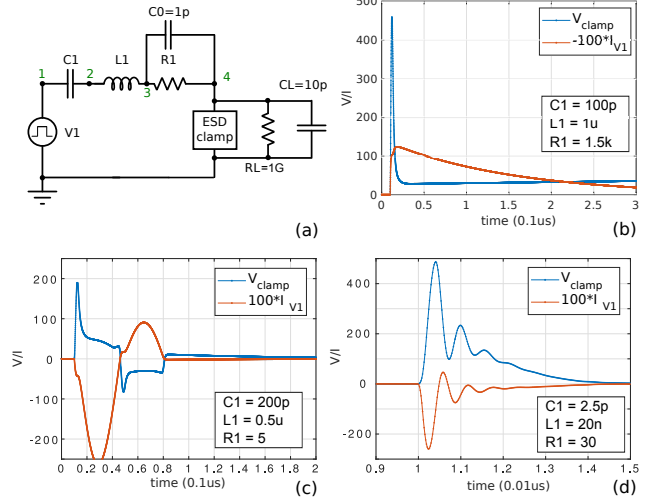 C0=1p
1
C1
2
L1
R1
3
4
CL=10p
V1
ESD
clamp
RL=1G
(a)
500
400
300
200
100
0
V/I
V_clamp
-100*I_V1
C1 = 100p
L1 = 1u
R1 = 1.5k
0 0.5 1 1.5 2 2.5 3
time (0.1us)
(b)
200
100
0
-100
-200
V/I
V_clamp
100*I_V1
C1 = 200p
L1 = 0.5u
R1 = 5
0 0.2 0.4 0.6 0.8 1 1.2 1.4 1.6 1.8 2
time (0.1us)
(c)
400
200
0
-200
V/I
V_clamp
100*I_V1
C1 = 2.5p
L1 = 20n
R1 = 30
0.9 1 1.1 1.2 1.3 1.4 1.5
time (0.01us)
(d)